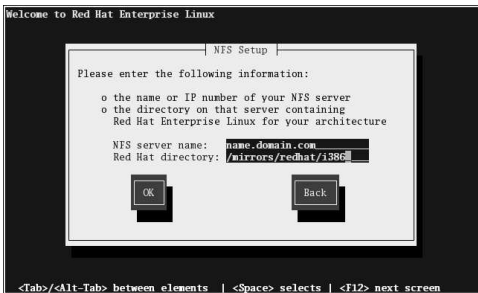 Welcome to Red Hat Enterprise Linux
NFS Setup
Please enter the following information:
o the name or IP number of your NFS server
o the directory on that server containing
Red Hat Enterprise Linux for your architecture
NFS server name: name.domain.com
Red Hat directory: /mirrors/redhat/i386
OK
Back
<Tab>/<Alt-Tab> between elements | <Space> selects | <F12> next screen